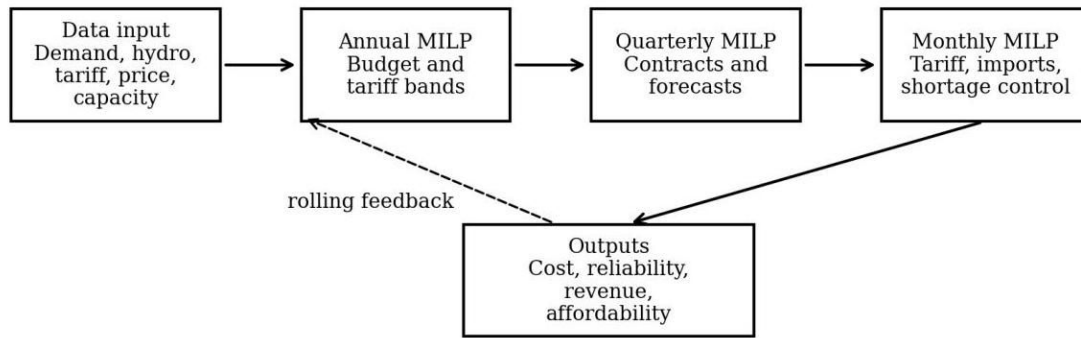 Data input
Demand, hydro,
tariff, price,
capacity
Annual MILP
Budget and
tariff bands
Quarterly MILP
Contracts and
forecasts
Monthly MILP
Tariff, imports,
shortage control
rolling feedback
Outputs
Cost, reliability,
revenue,
affordability